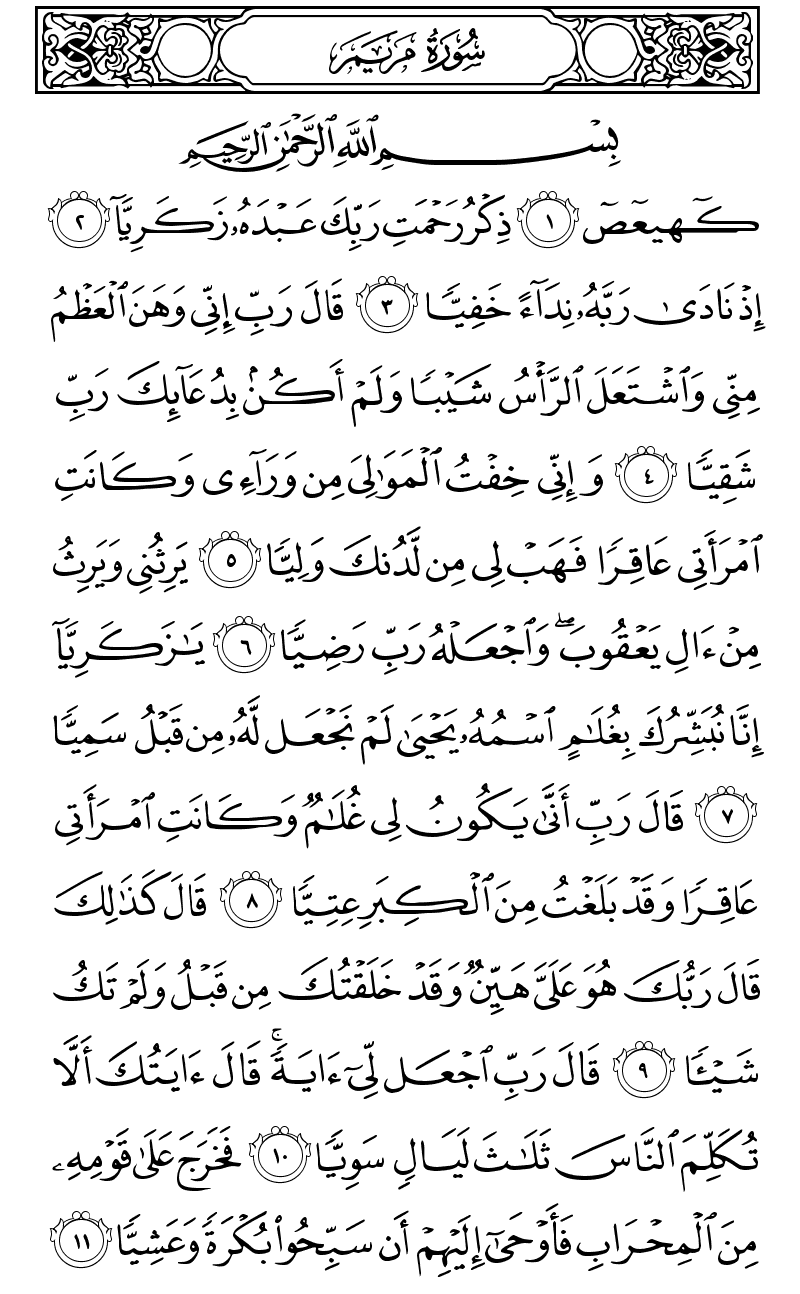 سُورَةُ مَرْيَمَ
بِسْمِ ٱللَّهِ ٱلرَّحْمَٰنِ ٱلرَّحِيمِ
كٓهيعٓصٓ ١ ذِكْرُ رَحْمَتِ رَبِّكَ عَبْدَهُۥ زَكَرِيَّآ ٢
إِذْ نَادَىٰ رَبَّهُۥ نِدَآءً خَفِيًّا ٣ قَالَ رَبِّ إِنِّى وَهَنَ ٱلْعَظْمُ
مِنِّى وَٱشْتَعَلَ ٱلرَّأْسُ شَيْبًا وَلَمْ أَكُنۢ بِدُعَآئِكَ رَبِّ
شَقِيًّا ٤ وَإِنِّى خِفْتُ ٱلْمَوَٰلِىَ مِن وَرَآءِى وَكَانَتِ
ٱمْرَأَتِى عَاقِرًا فَهَبْ لِى مِن لَّدُنكَ وَلِيًّا ٥ يَرِثُنِى وَيَرِثُ
مِنْ ءَالِ يَعْقُوبَ ۖ وَٱجْعَلْهُ رَبِّ رَضِيًّا ٦ يَٰزَكَرِيَّآ
إِنَّا نُبَشِّرُكَ بِغُلَٰمٍ ٱسْمُهُۥ يَحْيَىٰ لَمْ نَجْعَل لَّهُۥ مِن قَبْلُ سَمِيًّا
٧ قَالَ رَبِّ أَنَّىٰ يَكُونُ لِى غُلَٰمٌ وَكَانَتِ ٱمْرَأَتِى
عَاقِرًا وَقَدْ بَلَغْتُ مِنَ ٱلْكِبَرِ عِتِيًّا ٨ قَالَ كَذَٰلِكَ
قَالَ رَبُّكَ هُوَ عَلَىَّ هَيِّنٌ وَقَدْ خَلَقْتُكَ مِن قَبْلُ وَلَمْ تَكُ
شَيْـًٔا ٩ قَالَ رَبِّ ٱجْعَل لِّىٓ ءَايَةً ۚ قَالَ ءَايَتُكَ أَلَّا
تُكَلِّمَ ٱلنَّاسَ ثَلَٰثَ لَيَالٍ سَوِيًّا ١٠ فَخَرَجَ عَلَىٰ قَوْمِهِۦ
مِنَ ٱلْمِحْرَابِ فَأَوْحَىٰٓ إِلَيْهِمْ أَن سَبِّحُوا۟ بُكْرَةً وَعَشِيًّا ١١